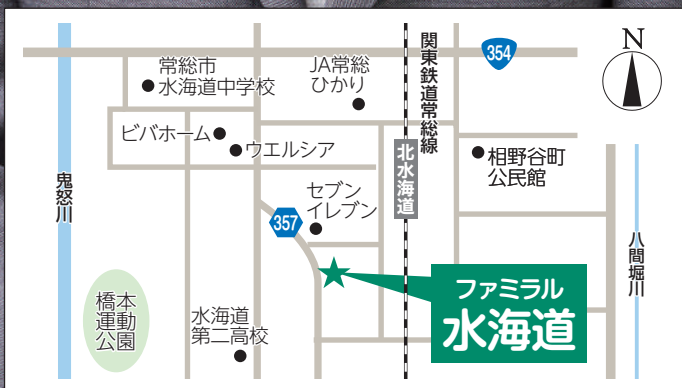 常総市
水海道中学校
JA常総
ひかり
関東鉄道常総線
354
N
ビバホーム
ウエルシア
北水海道
相野谷町
公民館
鬼怒川
セブン
イレブン
357
八間堀川
橋本
運動
公園
水海道
第二高校
ファミラル
水海道